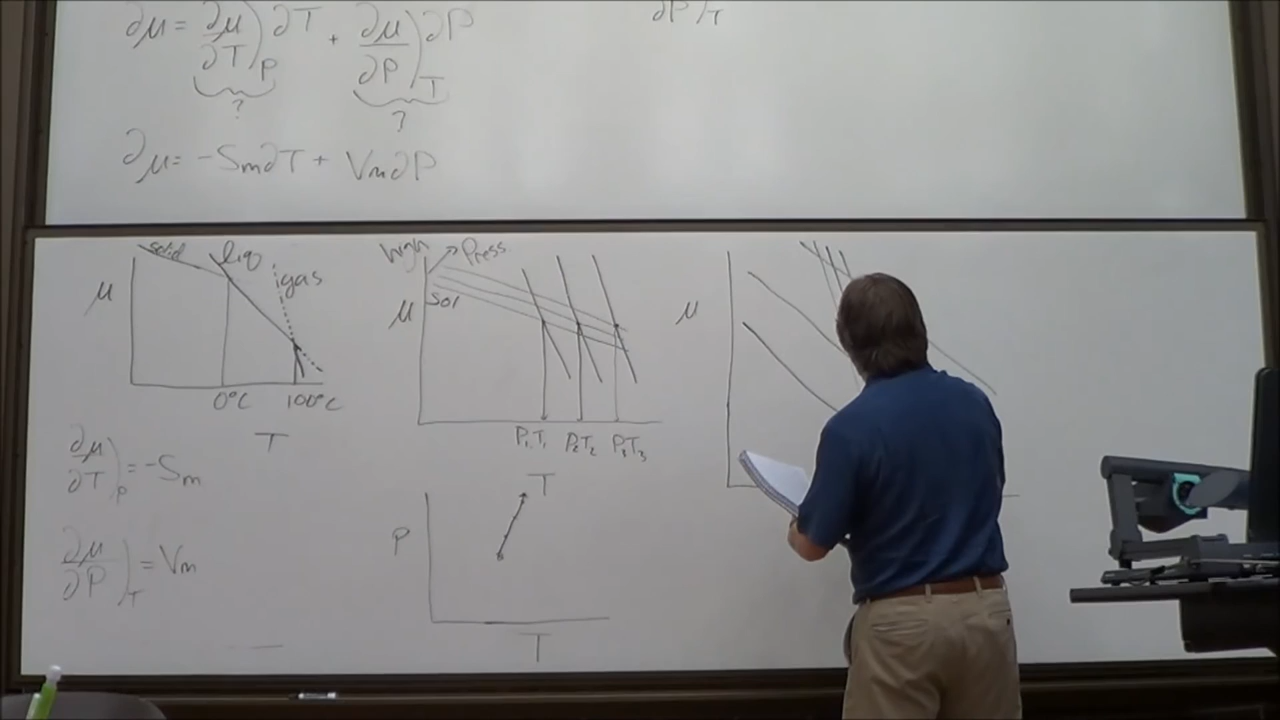 ∂μ = ∂μ/∂T)P ∂T + ∂μ/∂P)T ∂P
? ?
∂P)T
∂μ = -Sm∂T + Vm∂P
solid liq gas
μ
0°C 100°C
T
∂μ/∂T)P = -Sm
∂μ/∂P)T = Vm
high Press
Sol
μ
P₁T₁ P₂T₂ P₃T₃
T
P
T
μ